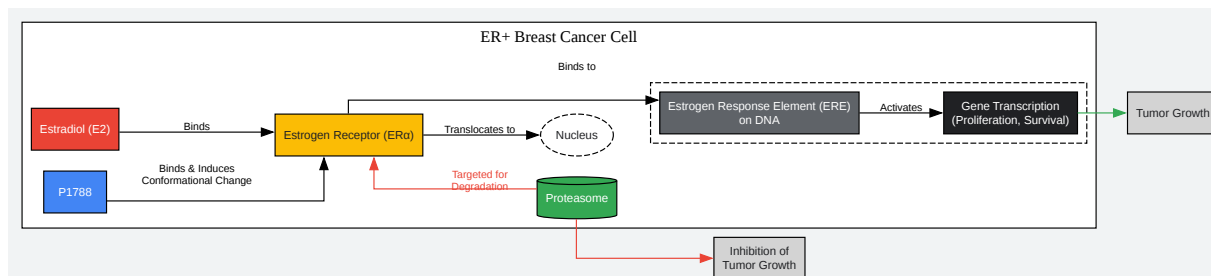 ER+ Breast Cancer Cell
Binds to
Estradiol (E2)
Binds
Estrogen Receptor (ERα)
Translocates to
Nucleus
Estrogen Response Element (ERE)
on DNA
Activates
Gene Transcription
(Proliferation, Survival)
Tumor Growth
P1788
Binds & Induces
Conformational Change
Targeted for
Degradation
Proteasome
Inhibition of
Tumor Growth